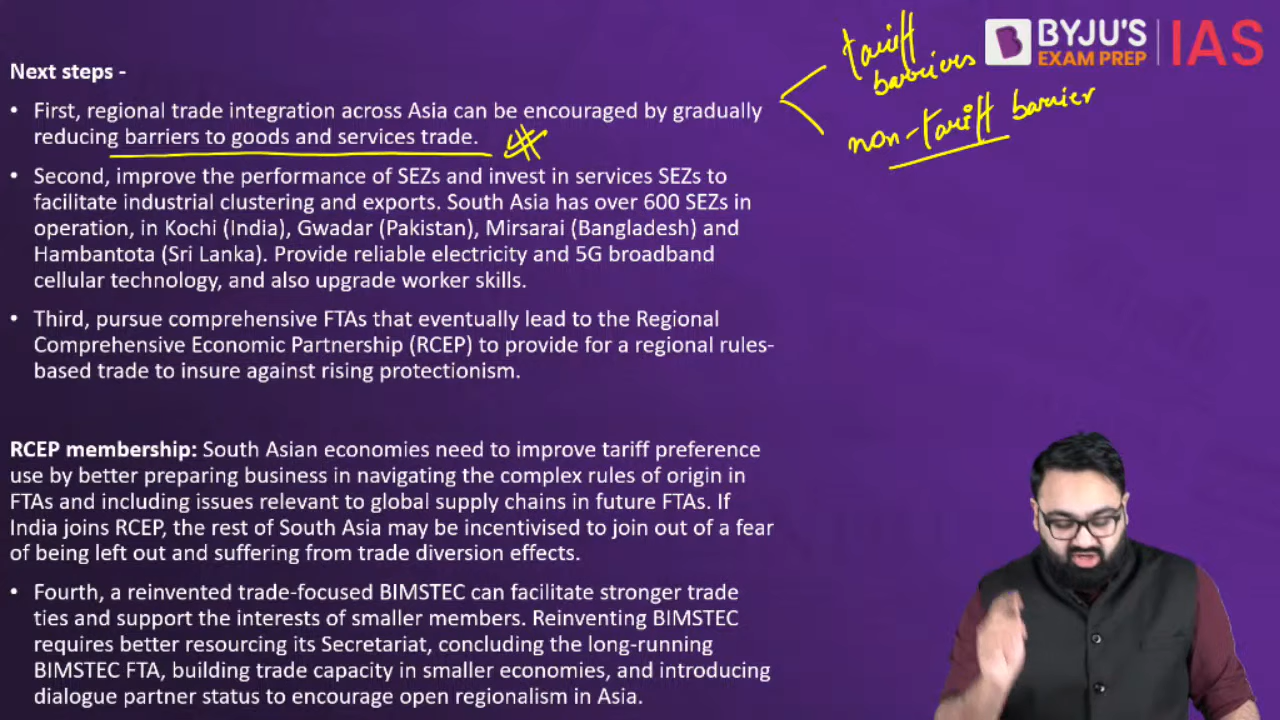 BYJU'S
EXAM PREP
IAS
tariff
barriers
non-tariff barrier
Next steps -
• First, regional trade integration across Asia can be encouraged by gradually
reducing barriers to goods and services trade.
• Second, improve the performance of SEZs and invest in services SEZs to
facilitate industrial clustering and exports. South Asia has over 600 SEZs in
operation, in Kochi (India), Gwadar (Pakistan), Mirsarai (Bangladesh) and
Hambantota (Sri Lanka). Provide reliable electricity and 5G broadband
cellular technology, and also upgrade worker skills.
• Third, pursue comprehensive FTAs that eventually lead to the Regional
Comprehensive Economic Partnership (RCEP) to provide for a regional rules-
based trade to insure against rising protectionism.
RCEP membership: South Asian economies need to improve tariff preference
use by better preparing business in navigating the complex rules of origin in
FTAs and including issues relevant to global supply chains in future FTAs. If
India joins RCEP, the rest of South Asia may be incentivised to join out of a fear
of being left out and suffering from trade diversion effects.
• Fourth, a reinvented trade-focused BIMSTEC can facilitate stronger trade
ties and support the interests of smaller members. Reinventing BIMSTEC
requires better resourcing its Secretariat, concluding the long-running
BIMSTEC FTA, building trade capacity in smaller economies, and introducing
dialogue partner status to encourage open regionalism in Asia.